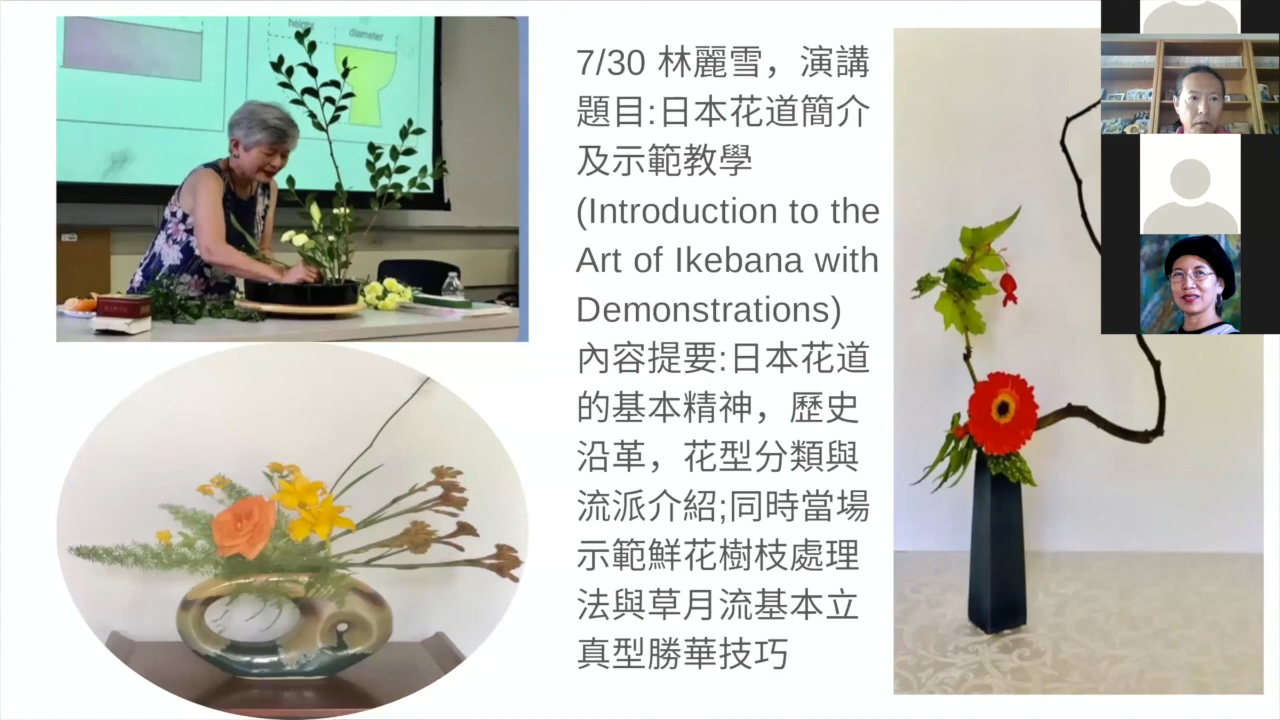 height
diameter
7/30 林麗雪，演講
題目:日本花道簡介
及示範教學
(Introduction to the
Art of Ikebana with
Demonstrations)
內容提要:日本花道
的基本精神，歷史
沿革，花型分類與
流派介紹;同時當場
示範鮮花樹枝處理
法與草月流基本立
真型勝華技巧